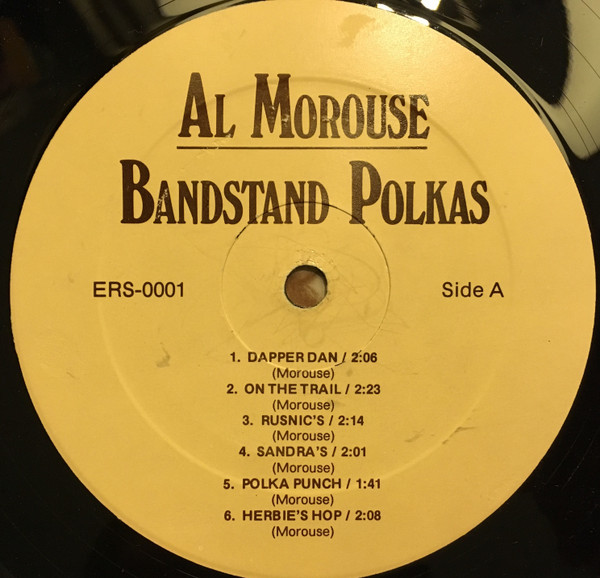 AL MOROUSE
BANDSTAND POLKAS
ERS-0001
Side A
1. DAPPER DAN / 2:06
(Morouse)
2. ON THE TRAIL / 2:23
(Morouse)
3. RUSNIC'S / 2:14
(Morouse)
4. SANDRA'S / 2:01
(Morouse)
5. POLKA PUNCH / 1:41
(Morouse)
6. HERBIE'S HOP / 2:08
(Morouse)